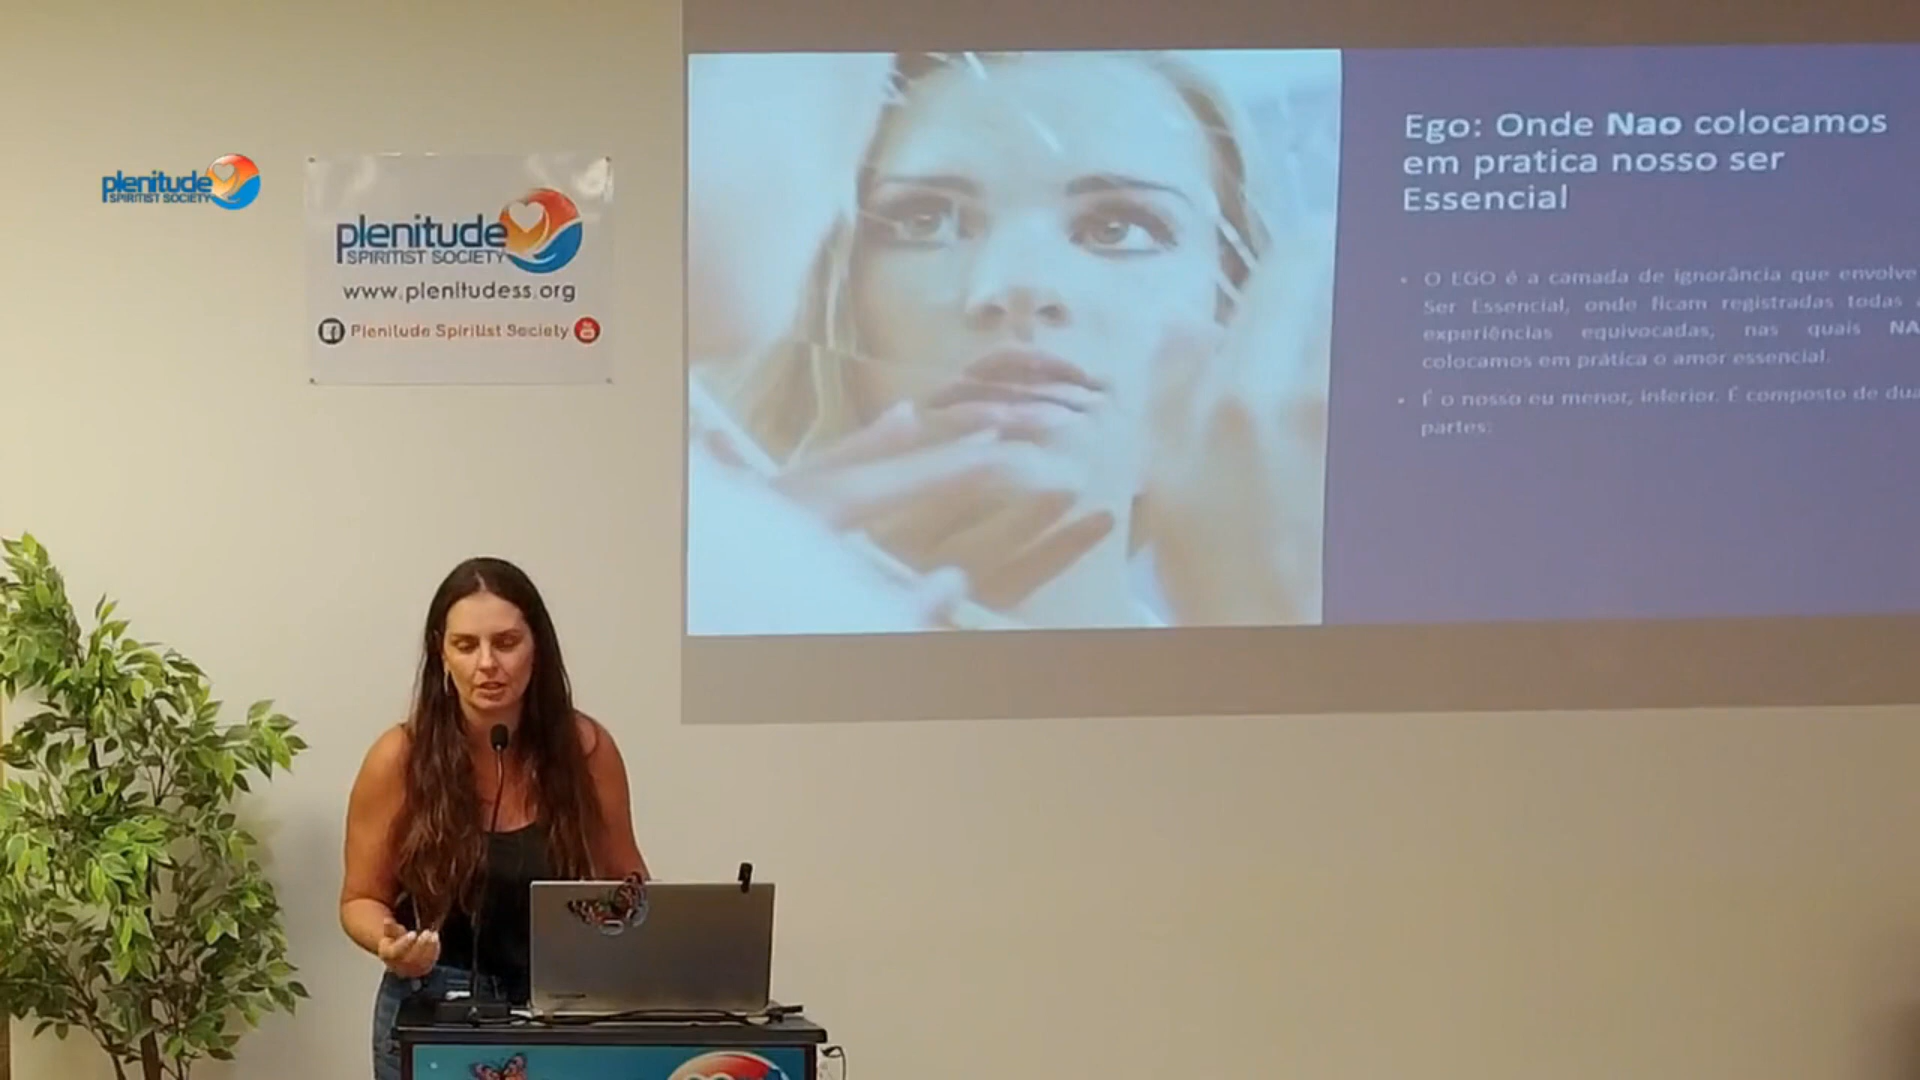 plenitude
SPIRITIST SOCIETY
plenitude
SPIRITIST SOCIETY
www.plenitudess.org
Plenitude Spiritist Society
Ego: Onde Nao colocamos
em pratica nosso ser
Essencial
• O EGO é a camada de ignorância que envolve
Ser Essencial, onde ficam registradas todas
experiências equivocadas, nas quais NA
colocamos em prática o amor essencial.
• É o nosso eu menor, inferior. É composto de dua
partes: